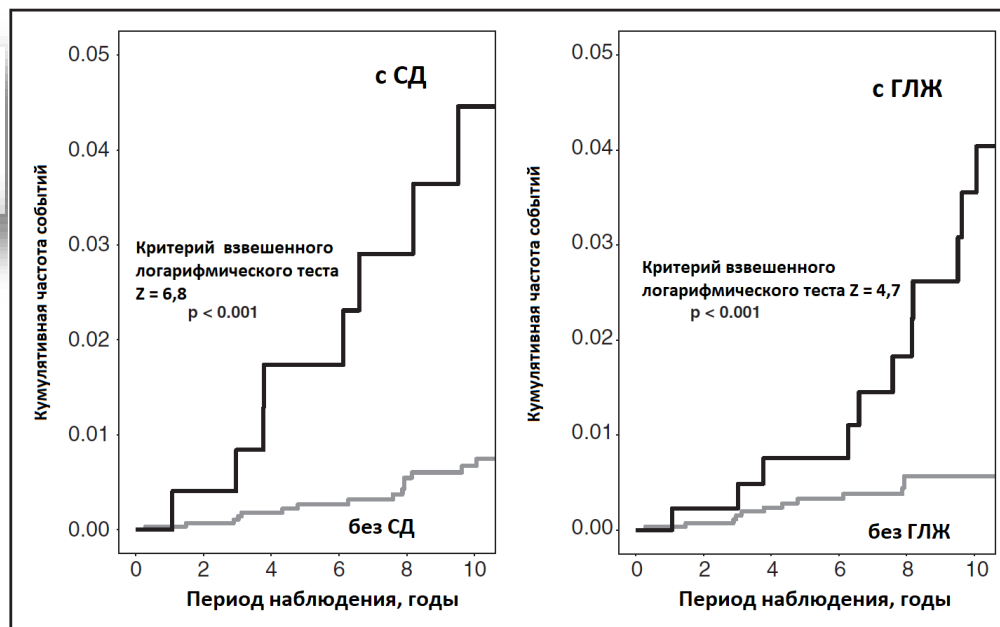 с СД
0.05
0.04
0.03
0.02
0.01
0.00
Кумулятивная частота событий
Критерий взвешенного
логарифмического теста
Z = 6,8
p < 0.001
без СД
0
2
4
6
8
10
Период наблюдения, годы
с ГЛЖ
0.05
0.04
0.03
0.02
0.01
0.00
Кумулятивная частота событий
Критерий взвешенного
логарифмического теста Z = 4,7
p < 0.001
без ГЛЖ
0
2
4
6
8
10
Период наблюдения, годы